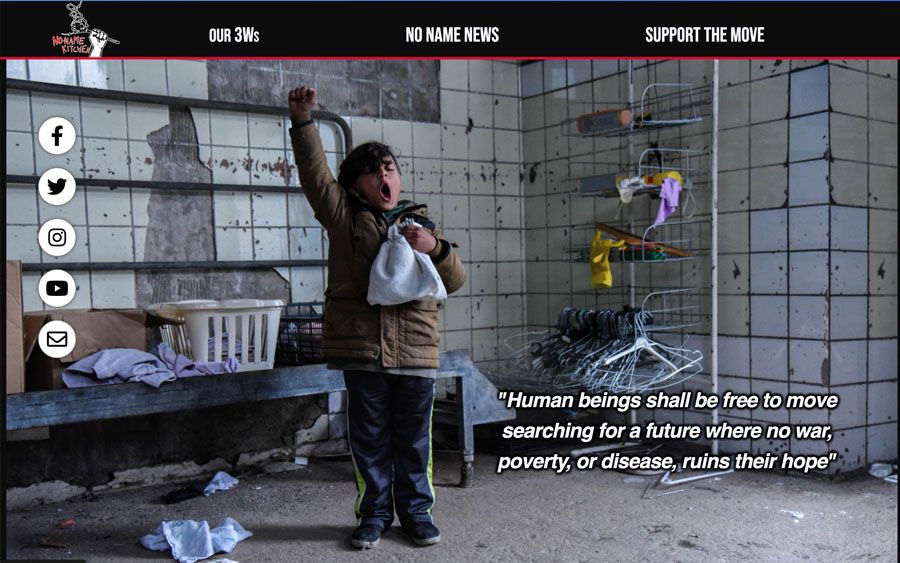 NO NAME
KITCHEN
OUR 3Ws
NO NAME NEWS
SUPPORT THE MOVE
"Human beings shall be free to move
searching for a future where no war,
poverty, or disease, ruins their hope"